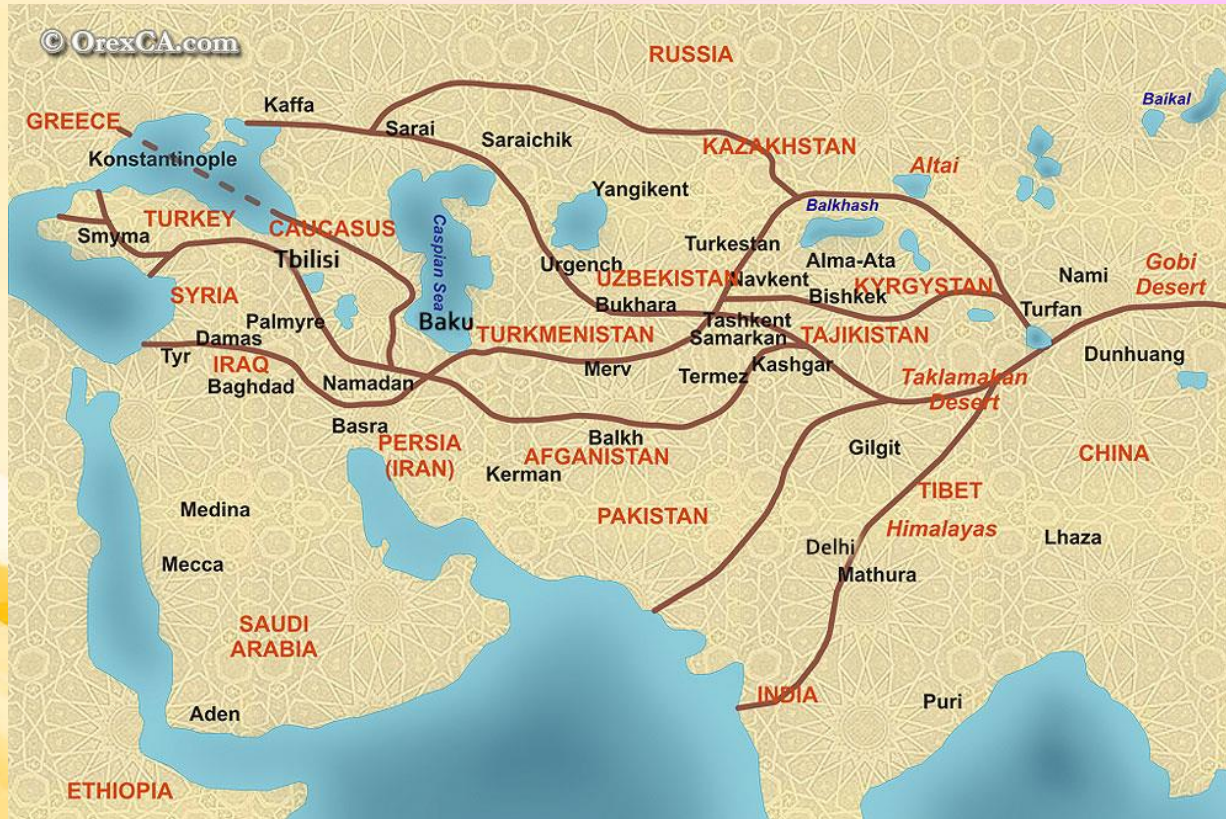 © OrexCA.com
RUSSIA
Baikal
Kaffa
GREECE
Sarai
Saraichik
KAZAKHSTAN
Konstantinople
Altai
Yangikent
Balkhash
TURKEY
CAUCASUS
Caspian Sea
Smyma
Turkestan
Tbilisi
Urgench
Alma-Ata
Nami
Gobi
Desert
UZBEKISTAN
Navkent
KYRGYSTAN
SYRIA
Bishkek
Bukhara
Turfan
Palmyre
Baku
Tashkent
TURKMENISTAN
Samarkan
TAJIKISTAN
Damas
Tyr
Dunhuang
IRAQ
Merv
Kashgar
Baghdad
Namadan
Termez
Taklamakan
Desert
Basra
PERSIA
(IRAN)
Balkh
AFGANISTAN
Gilgit
CHINA
Kerman
TIBET
Medina
PAKISTAN
Himalayas
Lhaza
Delhi
Mecca
Mathura
SAUDI
ARABIA
INDIA
Puri
Aden
ETHIOPIA